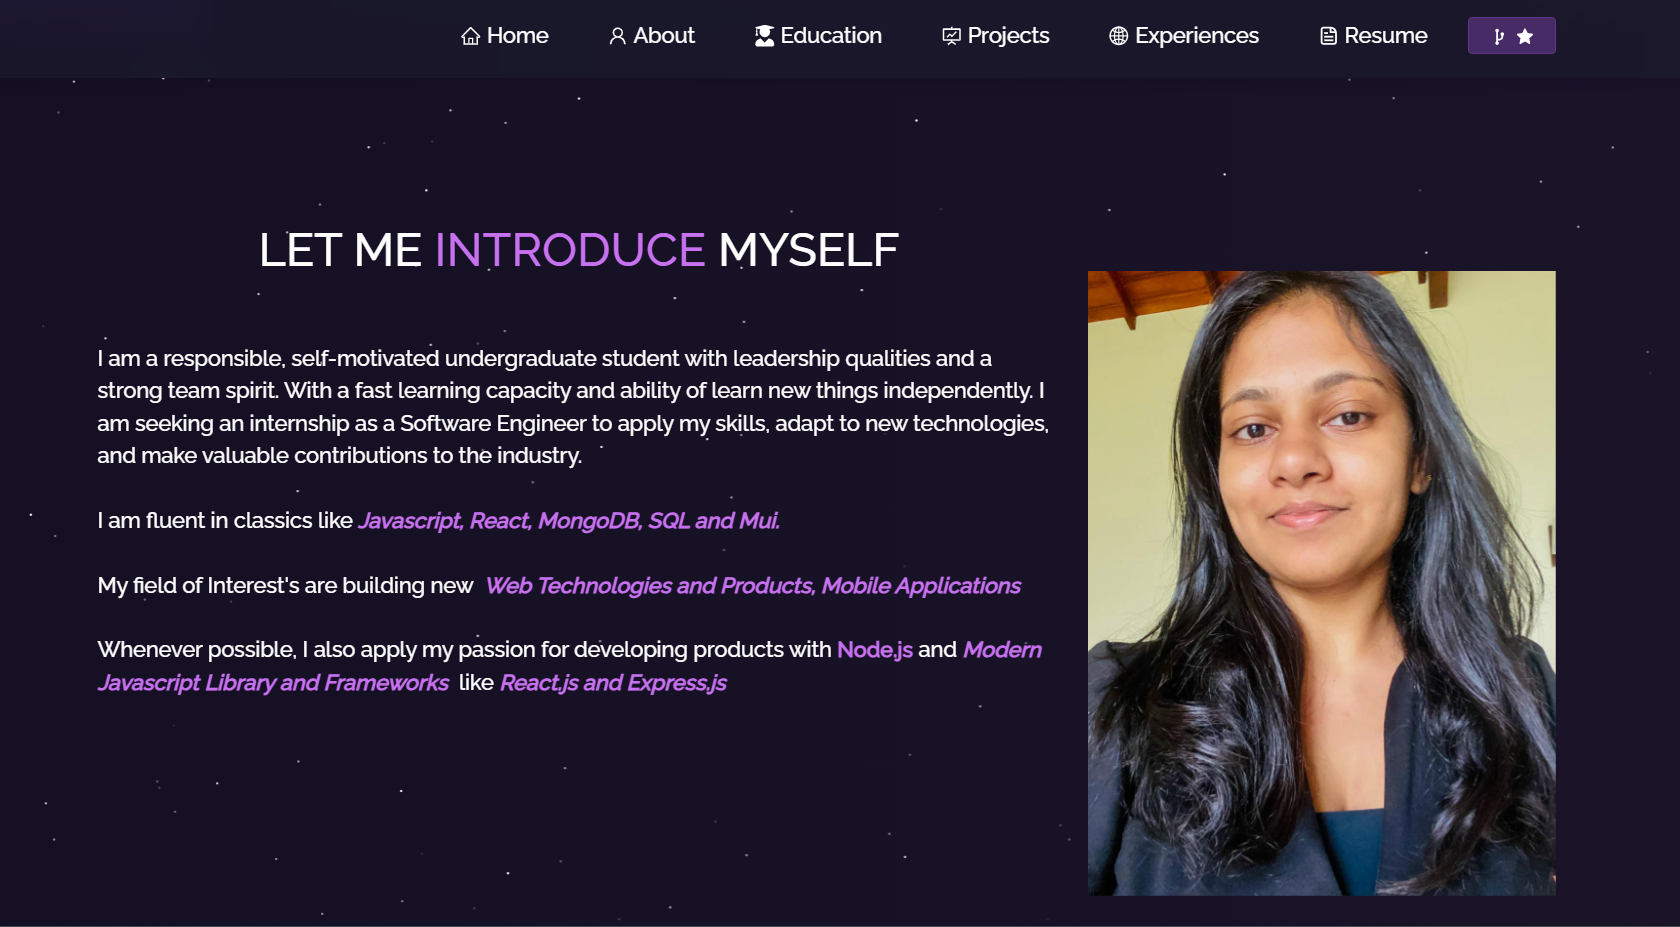 Home About Education Projects Experiences Resume
LET ME INTRODUCE MYSELF
I am a responsible, self-motivated undergraduate student with leadership qualities and a
strong team spirit. With a fast learning capacity and ability of learn new things independently. I
am seeking an internship as a Software Engineer to apply my skills, adapt to new technologies,
and make valuable contributions to the industry.
I am fluent in classics like Javascript, React, MongoDB, SQL and Mui.
My field of Interest's are building new Web Technologies and Products, Mobile Applications
Whenever possible, I also apply my passion for developing products with Node.js and Modern
Javascript Library and Frameworks like React.js and Express.js